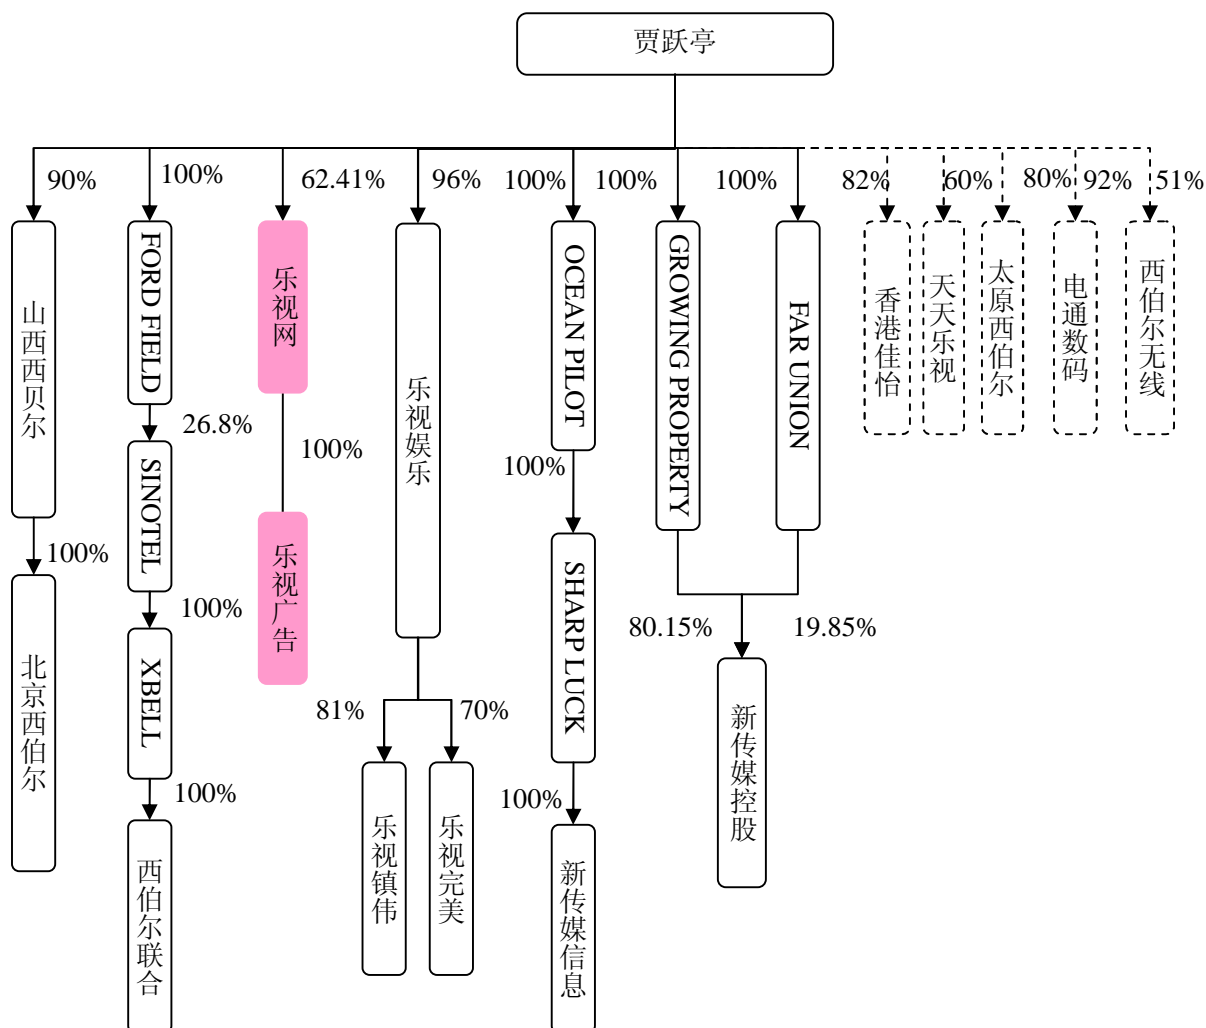 贾跃亭
90%
100%
62.41%
96%
100%
100%
100%
82%
60%
80%
92%
51%
山西西贝尔
FORD FIELD
乐视网
乐视娱乐
OCEAN PILOT
GROWING PROPERTY
FAR UNION
香港佳怡
天天乐视
太原西伯尔
电通数码
西伯尔无线
26.8%
100%
100%
SINOTEL
乐视广告
SHARP LUCK
100%
100%
北京西伯尔
XBELL
80.15%
19.85%
新传媒控股
81%
70%
100%
100%
乐视镇伟
乐视完美
西伯尔联合
新传媒信息